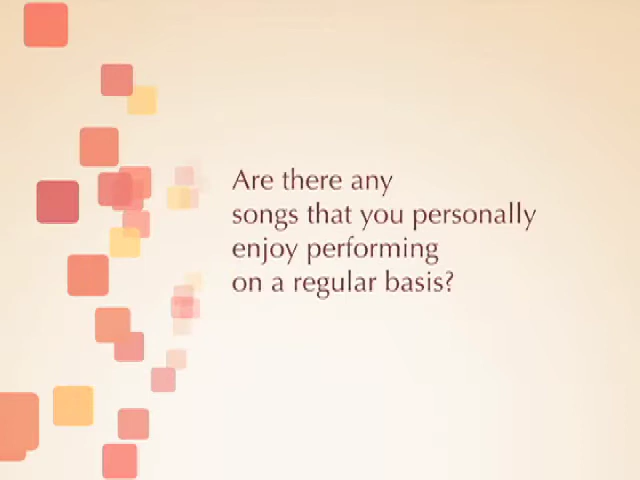 Are there any
songs that you personally
enjoy performing
on a regular basis?